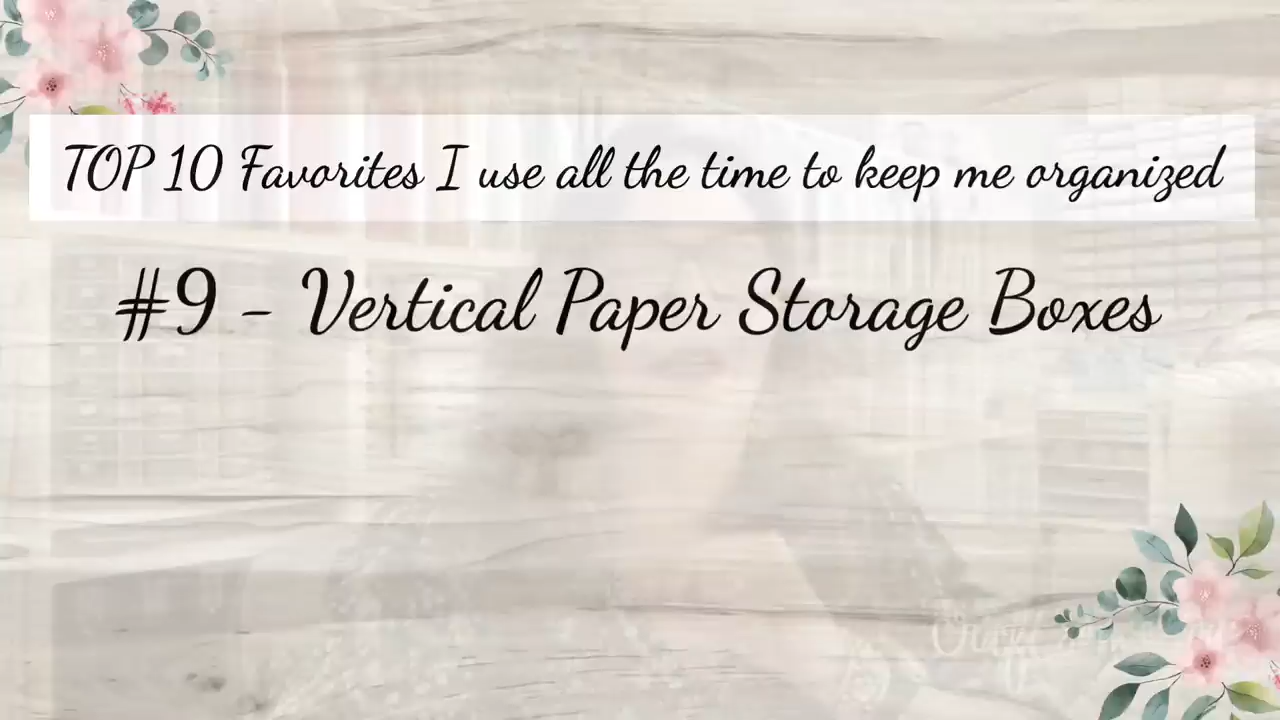 TOP 10 Favorites I use all the time to keep me organized
#9 - Vertical Paper Storage Boxes